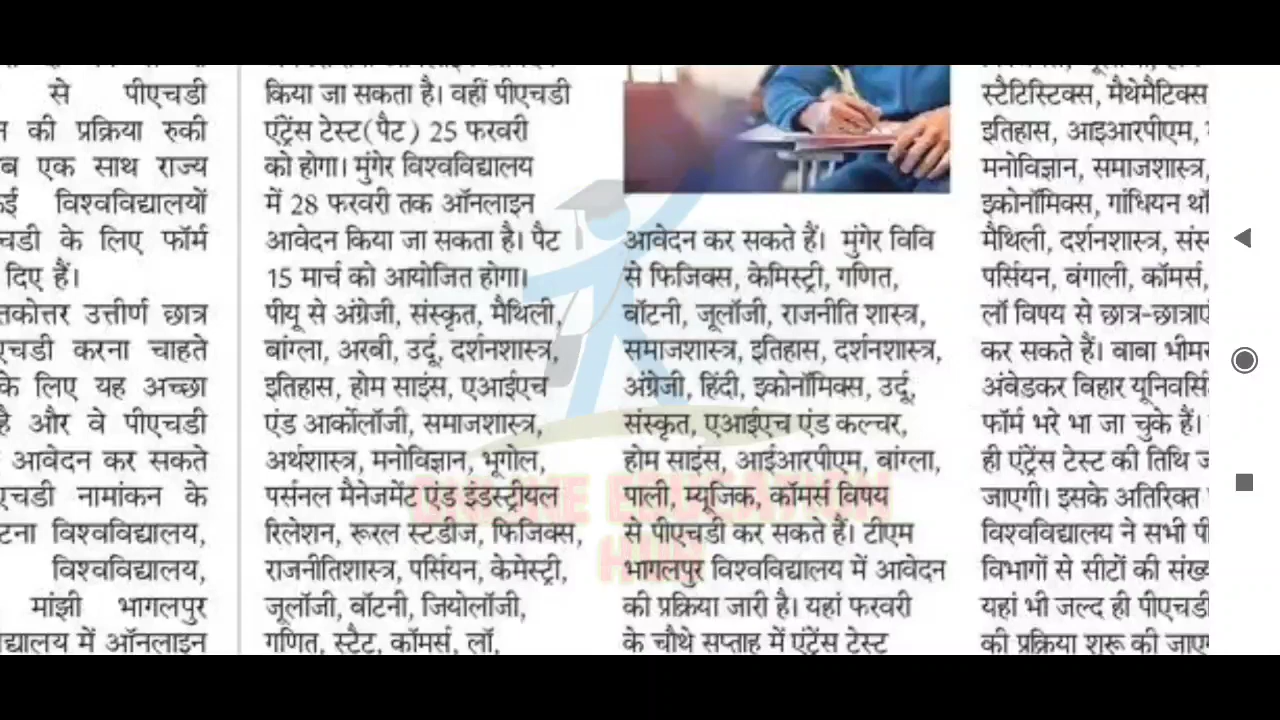 से पीएचडी
की प्रक्रिया रुकी
एक साथ राज्य
विश्वविद्यालयों
के लिए फॉर्म
दिए हैं।
उत्तीर्ण छात्र
करना चाहते
के लिए यह अच्छा
है और वे पीएचडी
आवेदन कर सकते
नामांकन के
विश्वविद्यालय,
विश्वविद्यालय,
मांझी भागलपुर
में ऑनलाइन
किया जा सकता है। वहीं पीएचडी
एंट्रेंस टेस्ट(पैट) 25 फरवरी
को होगा। मुंगेर विश्वविद्यालय
में 28 फरवरी तक ऑनलाइन
आवेदन किया जा सकता है। पैट
15 मार्च को आयोजित होगा।
पीयू से अंग्रेजी, संस्कृत, मैथिली,
बांग्ला, अरबी, उर्दू, दर्शनशास्त्र,
इतिहास, होम साइंस, एआईएच
एंड आर्कोलॉजी, समाजशास्त्र,
अर्थशास्त्र, मनोविज्ञान, भूगोल,
पर्सनल मैनेजमेंट एंड इंडस्ट्रीयल
रिलेशन, रूरल स्टडीज, फिजिक्स,
राजनीतिशास्त्र, पर्सियन, केमेस्ट्री,
जूलॉजी, बॉटनी, जियोलॉजी,
गणित, स्टैट, कॉमर्स, लॉ,
आवेदन कर सकते हैं। मुंगेर विवि
से फिजिक्स, केमिस्ट्री, गणित,
बॉटनी, जूलॉजी, राजनीति शास्त्र,
समाजशास्त्र, इतिहास, दर्शनशास्त्र,
अंग्रेजी, हिंदी, इकोनॉमिक्स, उर्दू,
संस्कृत, एआईएच एंड कल्चर,
होम साइंस, आईआरपीएम, बांग्ला,
पाली, म्यूजिक, कॉमर्स विषय
से पीएचडी कर सकते हैं। टीएम
भागलपुर विश्वविद्यालय में आवेदन
की प्रक्रिया जारी है। यहां फरवरी
के चौथे सप्ताह में एंट्रेंस टेस्ट
स्टैटिस्टिक्स, मैथेमैटिक्स
इतिहास, आइआरपीएम,
मनोविज्ञान, समाजशास्त्र,
इकोनॉमिक्स, गांधियन
मैथिली, दर्शनशास्त्र,
पर्सियन, बंगाली, कॉमर्स,
लॉ विषय से
कर सकते हैं। बाबा
अंबेडकर बिहार
फॉर्म भरे भा जा चुके हैं।
ही एंट्रेंस टेस्ट की तिथि
जाएगी। इसके अतिरिक्त
विश्वविद्यालय ने सभी
विभागों से सीटों की
यहां भी जल्द ही पीएचडी
की प्रक्रिया शुरू की
ONLINE EDUCATION
HUB